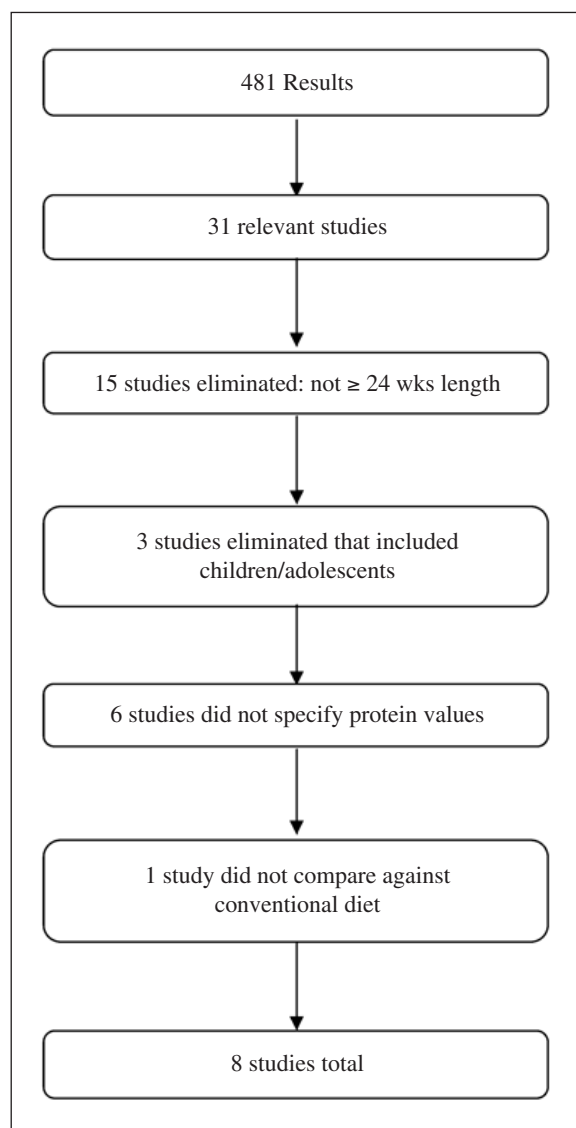 481 Results
31 relevant studies
15 studies eliminated: not ≥ 24 wks length
3 studies eliminated that included
children/adolescents
6 studies did not specify protein values
1 study did not compare against
conventional diet
8 studies total